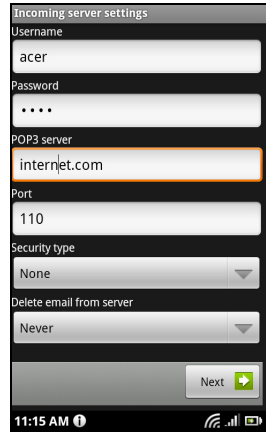 Incoming server settings
Username
acer
Password
••••
POP3 server
internet.com
Port
110
Security type
None
Delete email from server
Never
Next
11:15 AM